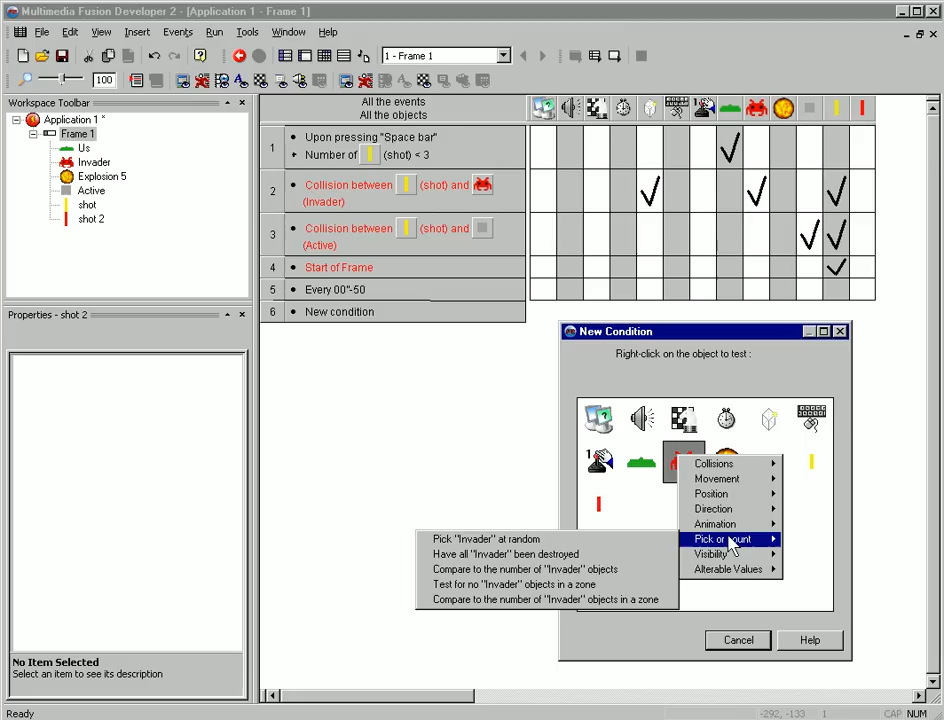 Multimedia Fusion Developer 2 - [Application 1 - Frame 1]
File Edit View Insert Events Run Tools Window Help
1 - Frame 1
100
Workspace Toolbar
Application 1 *
Frame 1
Us
Invader
Explosion 5
Active
shot
shot 2
Properties - shot 2
No Item Selected
Select an item to see its description
All the events
All the objects
1
• Upon pressing "Space bar"
+ Number of (shot) < 3
2
• Collision between (shot) and
(Invader)
3
• Collision between (shot) and
(Active)
4 • Start of Frame
5 • Every 00"-50
6 • New condition
New Condition
Right-click on the object to test :
Collisions
Movement
Position
Direction
Animation
Pick or count
Visibility
Alterable Values
Pick "Invader" at random
Have all "Invader" been destroyed
Compare to the number of "Invader" objects
Test for no "Invader" objects in a zone
Compare to the number of "Invader" objects in a zone
Cancel Help
Ready
-292, -133 1 CAP NUM